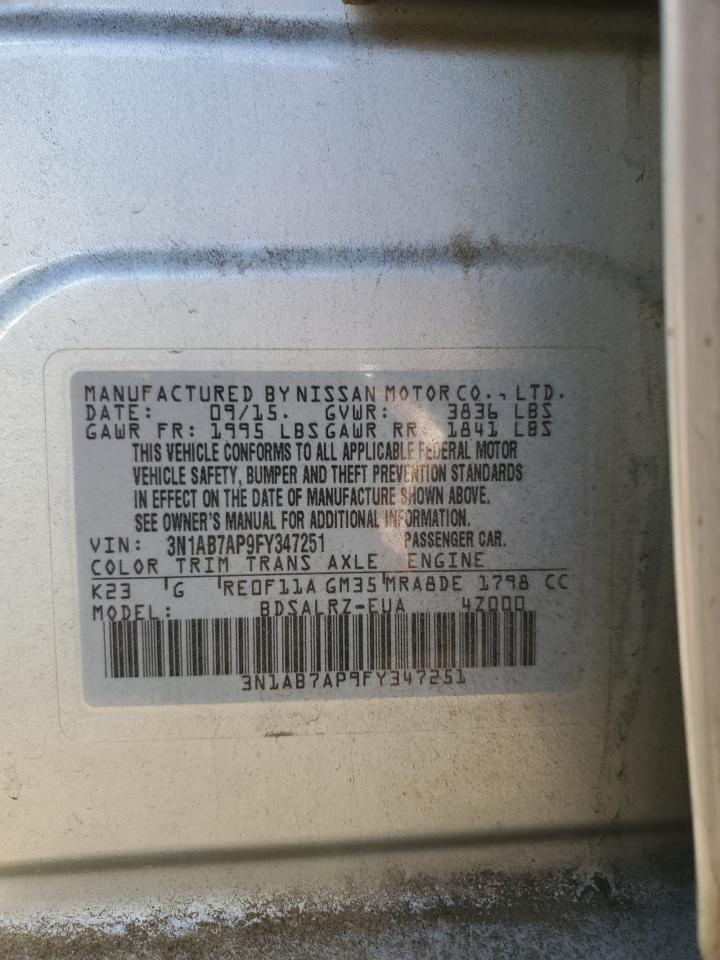 MANUFACTURED BY NISSAN MOTOR CO., LTD.
DATE: 09/15. GVWR: 3836 LBS
GAWR FR: 1995 LBS GAWR RR: 1841 LBS
THIS VEHICLE CONFORMS TO ALL APPLICABLE FEDERAL MOTOR
VEHICLE SAFETY, BUMPER AND THEFT PREVENTION STANDARDS
IN EFFECT ON THE DATE OF MANUFACTURE SHOWN ABOVE.
SEE OWNER'S MANUAL FOR ADDITIONAL INFORMATION.
VIN: 3N1AB7AP9FY347251 PASSENGER CAR.
COLOR TRIM TRANS AXLE ENGINE
K23 G RE0F11A GM35 MRA8DE 1798 CC
MODEL: BDSALRZ-EUA 4Z000
3N1AB7AP9FY347251